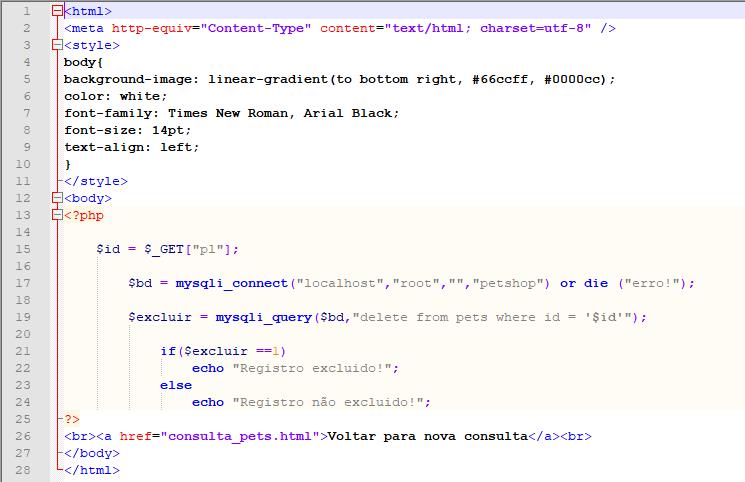 1 <html>
2 <meta http-equiv="Content-Type" content="text/html; charset=utf-8" />
3 <style>
4 body{
5 background-image: linear-gradient(to bottom right, #66ccff, #0000cc);
6 color: white;
7 font-family: Times New Roman, Arial Black;
8 font-size: 14pt;
9 text-align: left;
10 }
11 </style>
12 <body>
13 <?php
14
15 $id = $_GET["pl"];
16
17 $bd = mysqli_connect("localhost","root","","petshop") or die ("erro!");
18
19 $excluir = mysqli_query($bd,"delete from pets where id = '$id'");
20
21 if($excluir ==1)
22 echo "Registro excluido!";
23 else
24 echo "Registro não excluido!";
25 ?>
26 <br><a href="consulta_pets.html">Voltar para nova consulta</a><br>
27 </body>
28 </html>